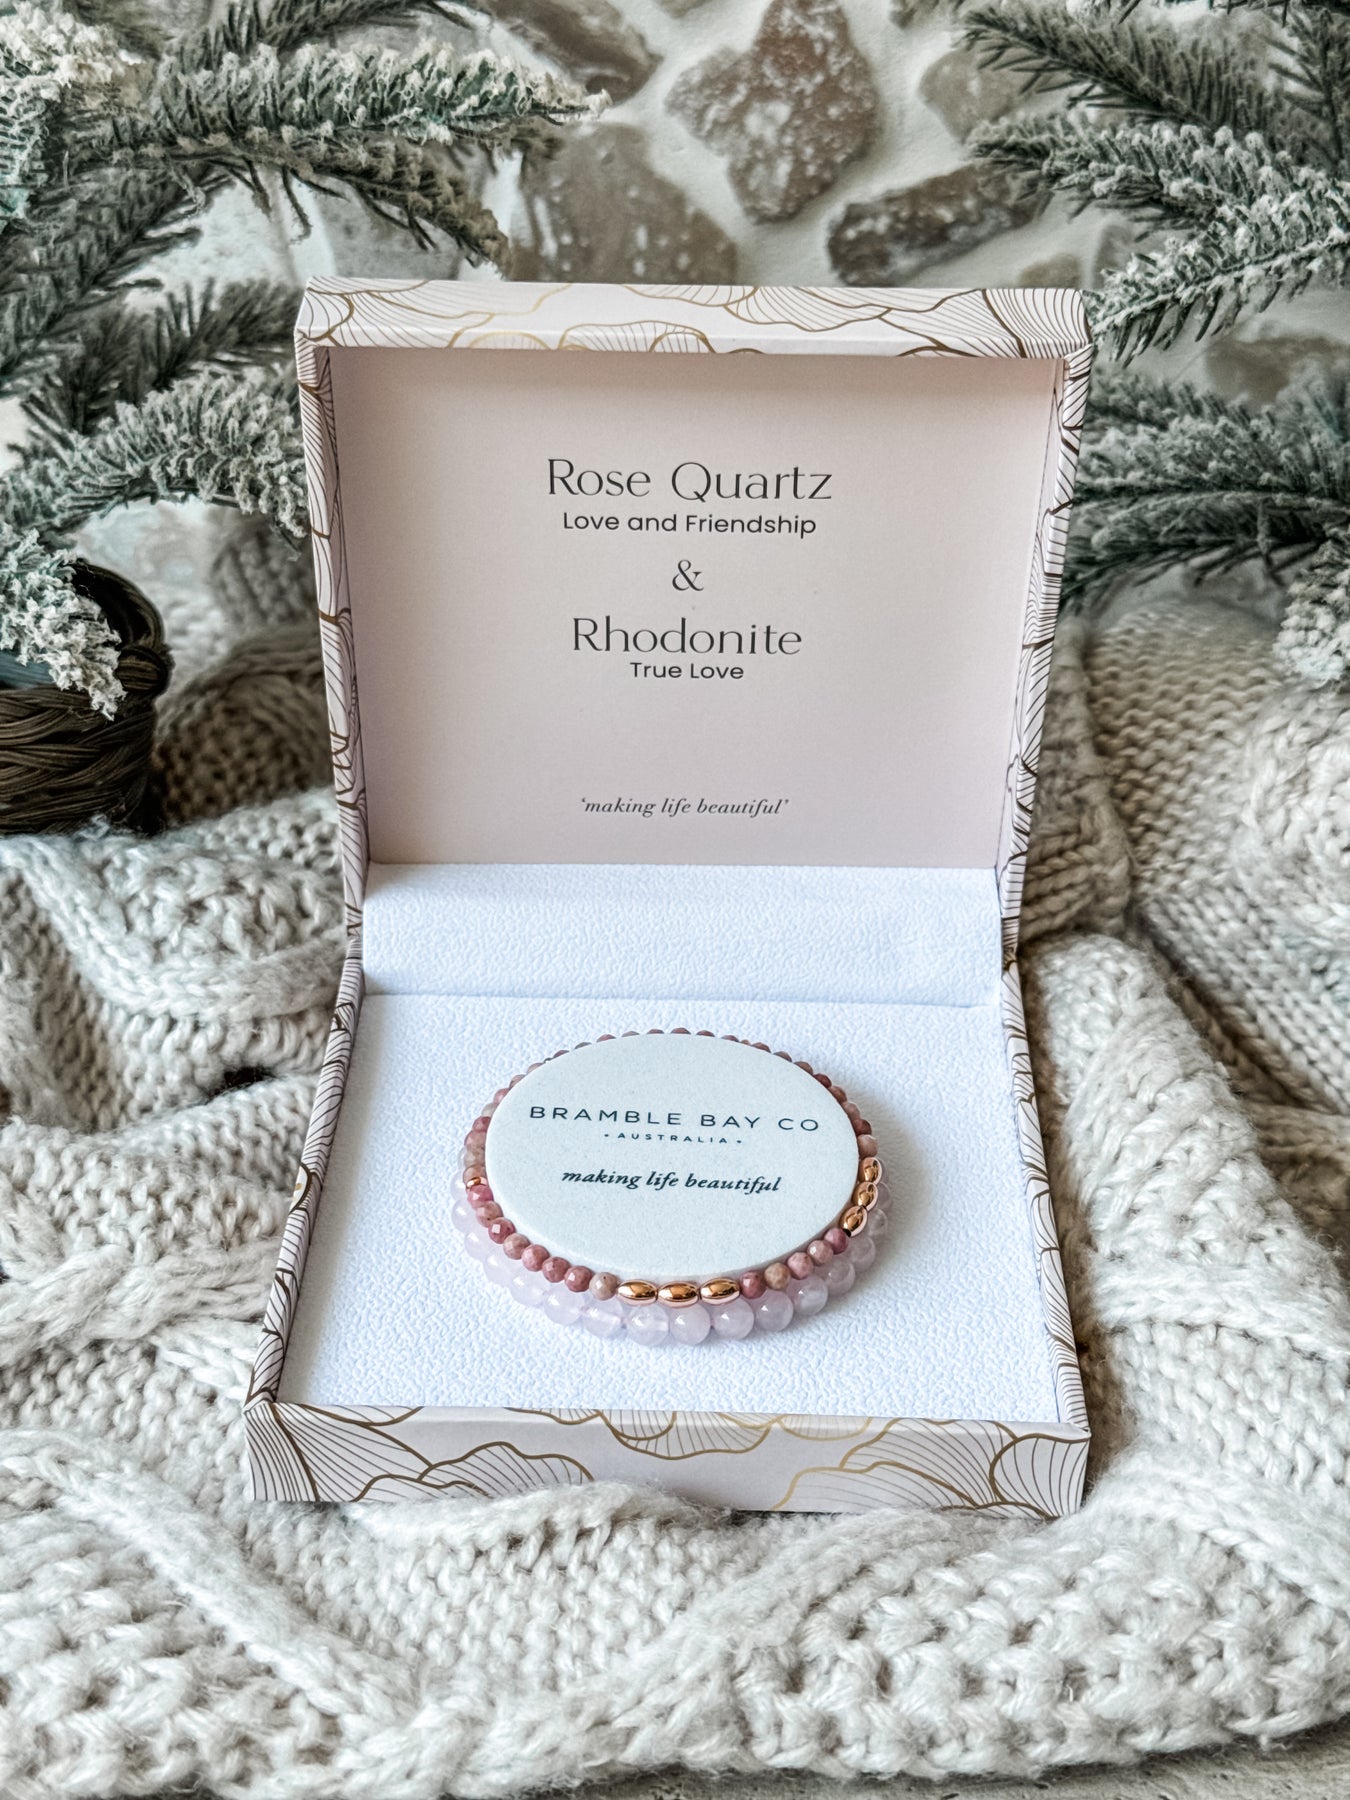 Rose Quartz
Love and Friendship
&
Rhodonite
True Love
‘making life beautiful’
BRAMBLE BAY CO
- AUSTRALIA -
making life beautiful